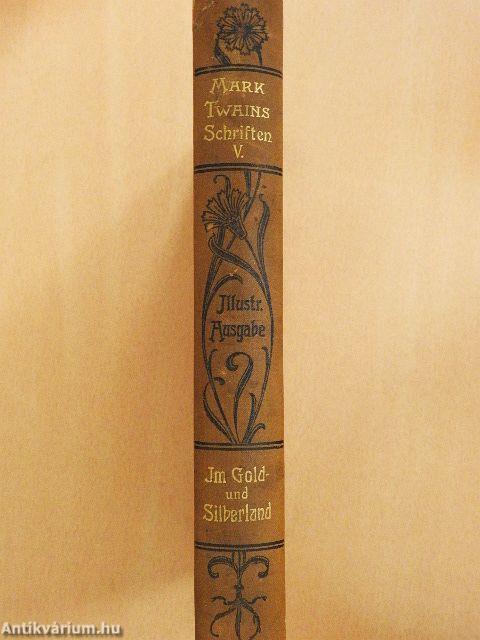 MARK
TWAINS
Schriften
V.
Illustr.
Ausgabe
Im Gold-
und
Silberland
Antikvárium.hu